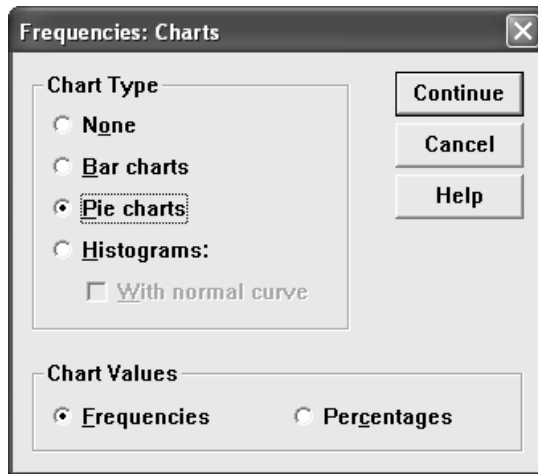 Frequencies: Charts
Chart Type
None
Bar charts
Pie charts
Histograms:
With normal curve
Continue
Cancel
Help
Chart Values
Frequencies
Percentages